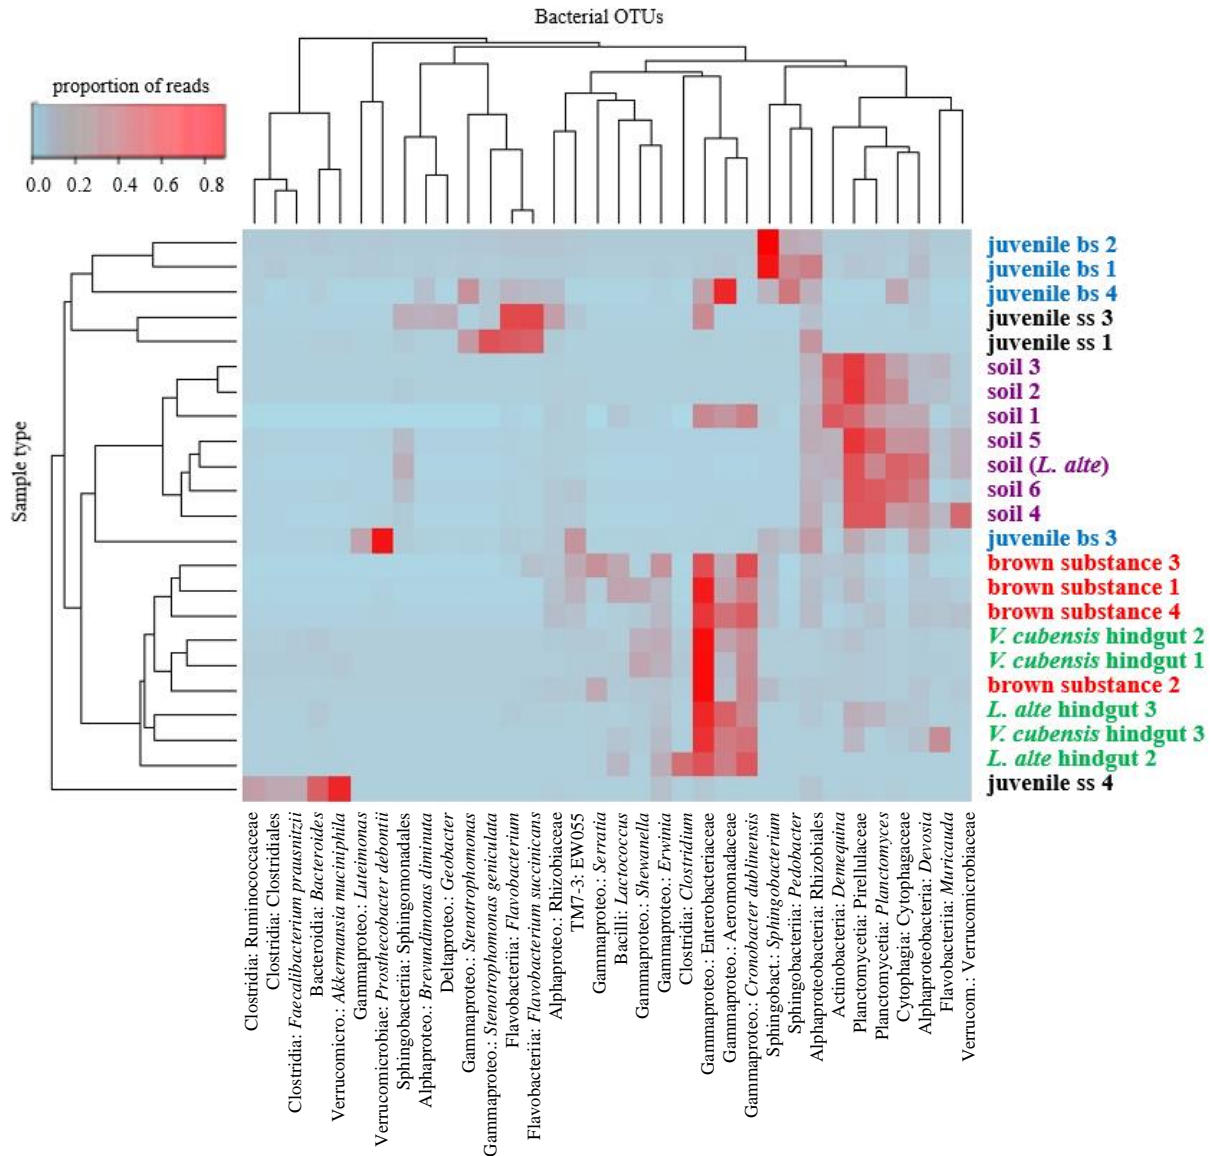 Bacterial OTUs
proportion of reads
0.0 0.2 0.4 0.6 0.8
Sample type
juvenile bs 2
juvenile bs 1
juvenile bs 4
juvenile ss 3
juvenile ss 1
soil 3
soil 2
soil 1
soil 5
soil (L. alte)
soil 6
soil 4
juvenile bs 3
brown substance 3
brown substance 1
brown substance 4
V. cubensis hindgut 2
V. cubensis hindgut 1
brown substance 2
L. alte hindgut 3
V. cubensis hindgut 3
L. alte hindgut 2
juvenile ss 4
Clostridia: Ruminococcaceae
Clostridia: Clostridiales
Clostridia: Faecalibacterium prausnitzii
Bacteroidia: Bacteroides
Verrucomicro.: Akkermansia muciniphila
Gammaproteo.: Luteimonas
Verrucomicrobiae: Prosthecobacter debontii
Sphingobacteriia: Sphingomonadales
Alphaproteo.: Brevundimonas diminuta
Deltaproteo.: Geobacter
Gammaproteo.: Stenotrophomonas
Gammaproteo.: Stenotrophomonas geniculata
Flavobacteriia: Flavobacterium
Flavobacteriia: Flavobacterium succinicans
Alphaproteo.: Rhizobiaceae
TM7-3: EW055
Gammaproteo.: Serratia
Bacilli: Lactococcus
Gammaproteo.: Shewanella
Gammaproteo.: Erwinia
Clostridia: Clostridium
Gammaproteo.: Enterobacteriaceae
Gammaproteo.: Aeromonadaceae
Gammaproteo.: Cronobacter dublinensis
Sphingobact.: Sphingobacterium
Sphingobacteriia: Pedobacter
Alphaproteobacteria: Rhizobiales
Actinobacteria: Demequina
Planctomycetia: Pirellulaceae
Planctomycetia: Planctomyces
Cytophagia: Cytophagaceae
Alphaproteobacteria: Devosia
Flavobacteriia: Muricauda
Verrucom.: Verrucomicrobiaceae